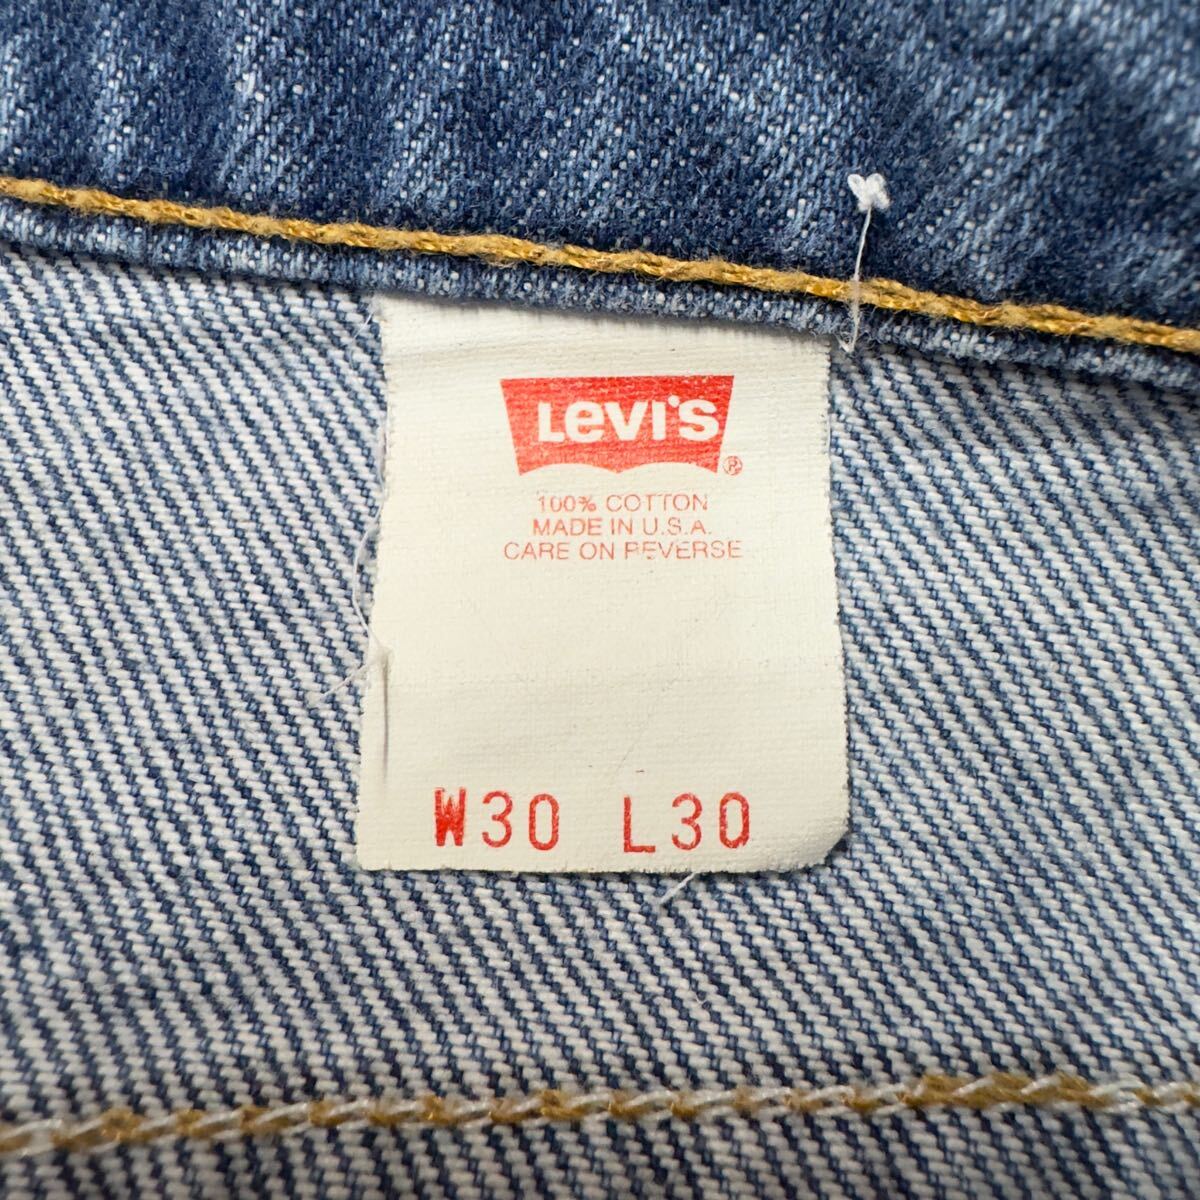 Levi's ®
100% COTTON
MADE IN U.S.A.
CARE ON REVERSE
W30 L30